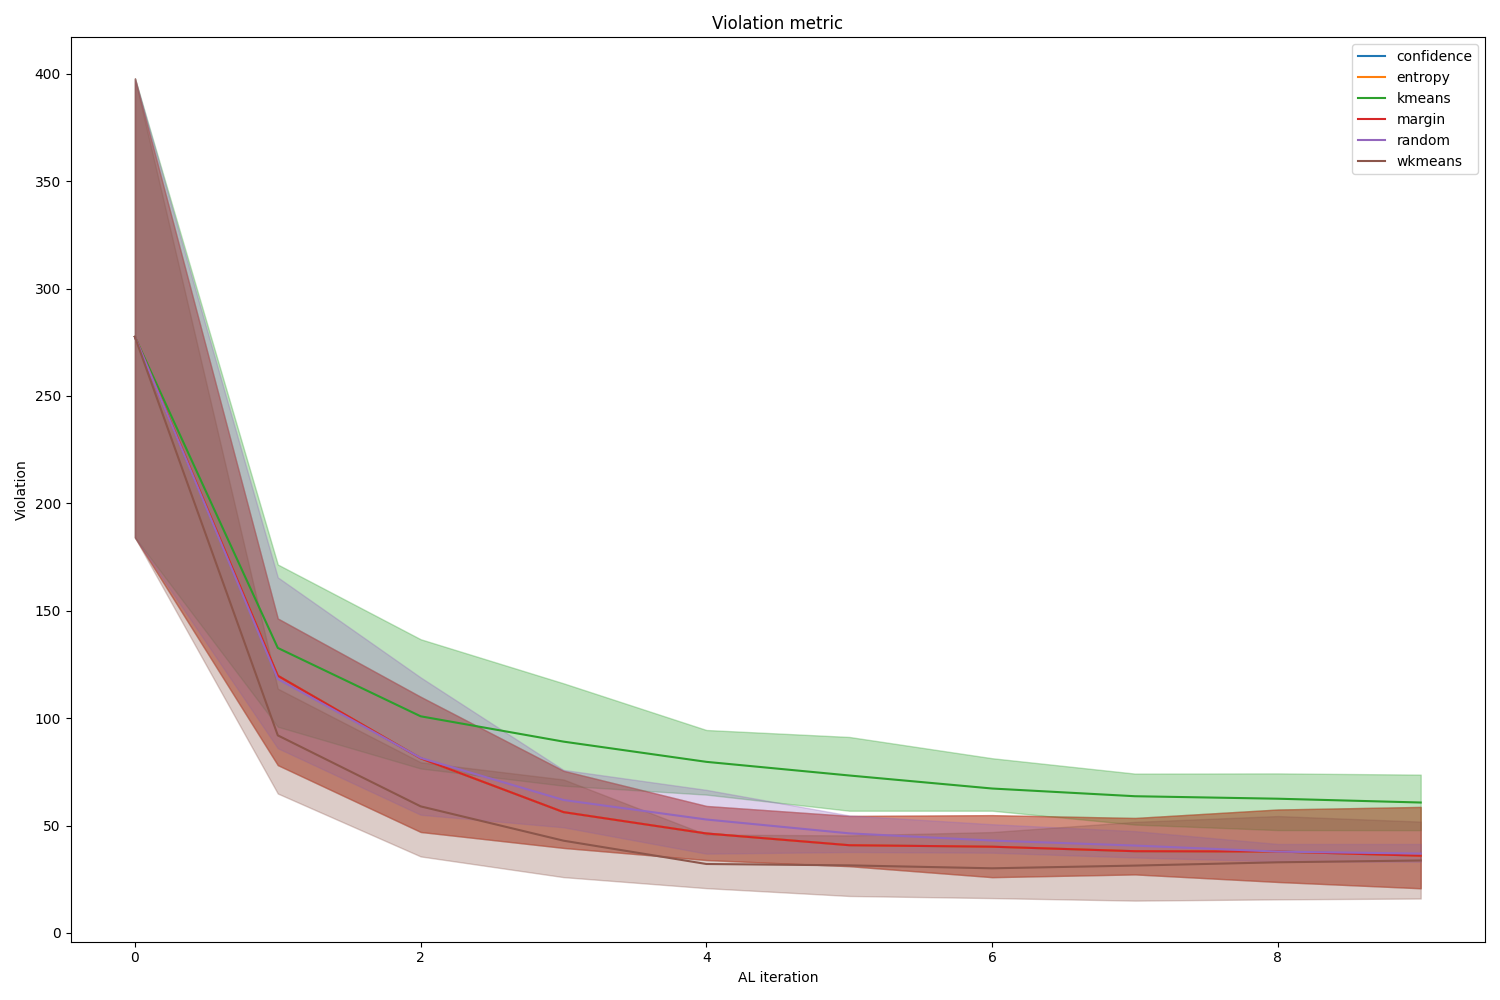 Violation metric
400
350
300
250
200
150
100
50
0
Violation
0
2
4
6
8
AL iteration
confidence
entropy
kmeans
margin
random
wkmeans